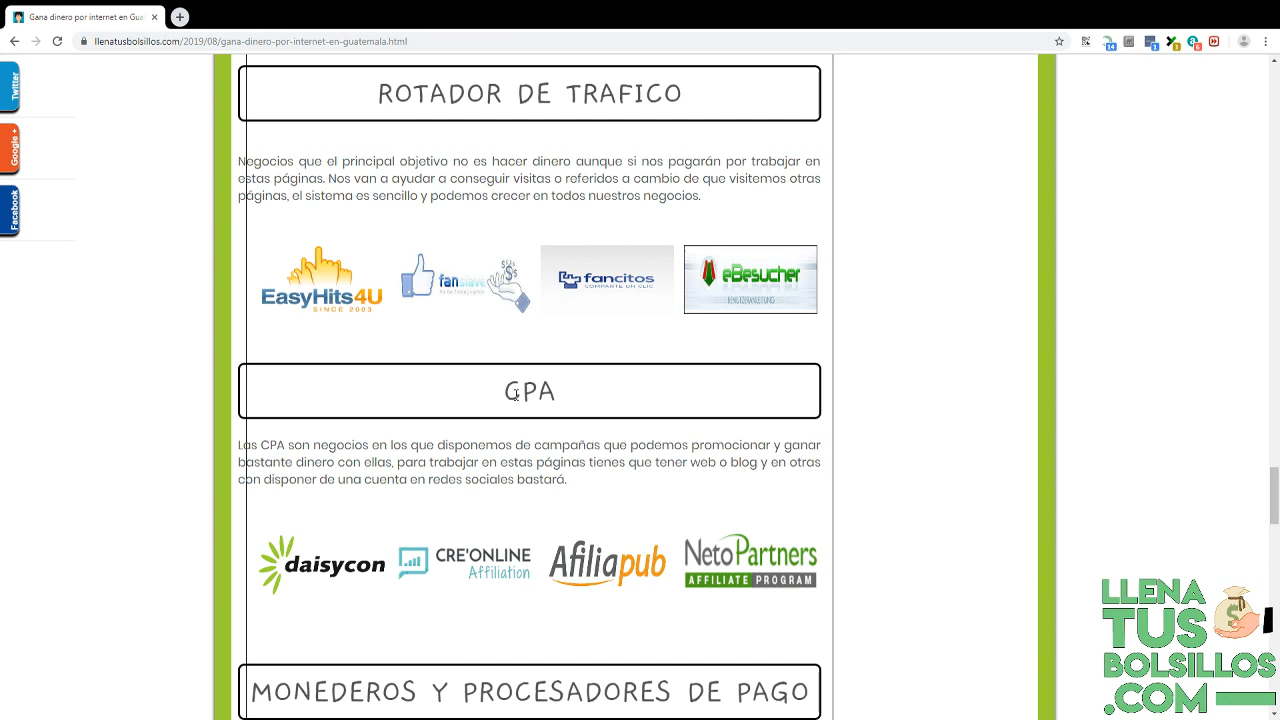 Gana dinero por internet en Gua
llenatusbolsillos.com/2019/08/gana-dinero-por-internet-en-guatemala.html
14
1
1
6
Twitter
Google +
Facebook
ROTADOR DE TRAFICO
Negocios que el principal objetivo no es hacer dinero aunque si nos pagarán por trabajar en
estas páginas. Nos van a ayudar a conseguir visitas o referidos a cambio de que visitemos otras
páginas, el sistema es sencillo y podemos crecer en todos nuestros negocios.
EasyHits4U
SINCE 2003
fanslave
fancitos
COMPARTE UN CLIC
eBesucher
BENUTZERANLEITUNG
CPA
Las CPA son negocios en los que disponemos de campañas que podemos promocionar y ganar
bastante dinero con ellas, para trabajar en estas páginas tienes que tener web o blog y en otras
con disponer de una cuenta en redes sociales bastará.
daisycon
CRE'ONLINE
Affiliation
Afiliapub
NetoPartners
AFFILIATE PROGRAM
MONEDEROS Y PROCESADORES DE PAGO
LLENA
TUS
BOLSILLOS
.COM